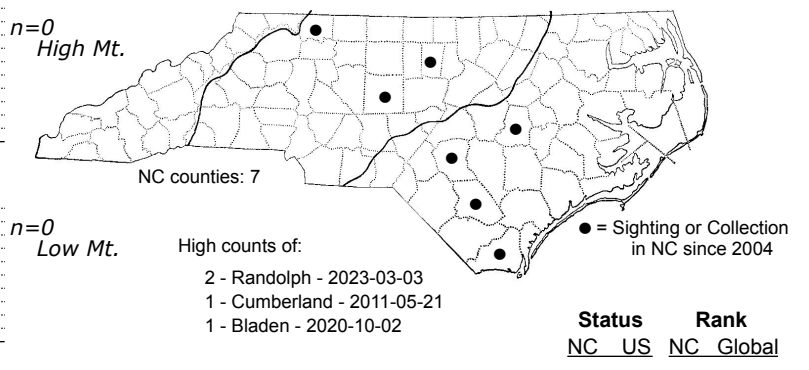 n=0
High Mt.
NC counties: 7
n=0
Low Mt.
High counts of:
2 - Randolph - 2023-03-03
1 - Cumberland - 2011-05-21
1 - Bladen - 2020-10-02
● = Sighting or Collection
in NC since 2004
Status Rank
NC US NC Global